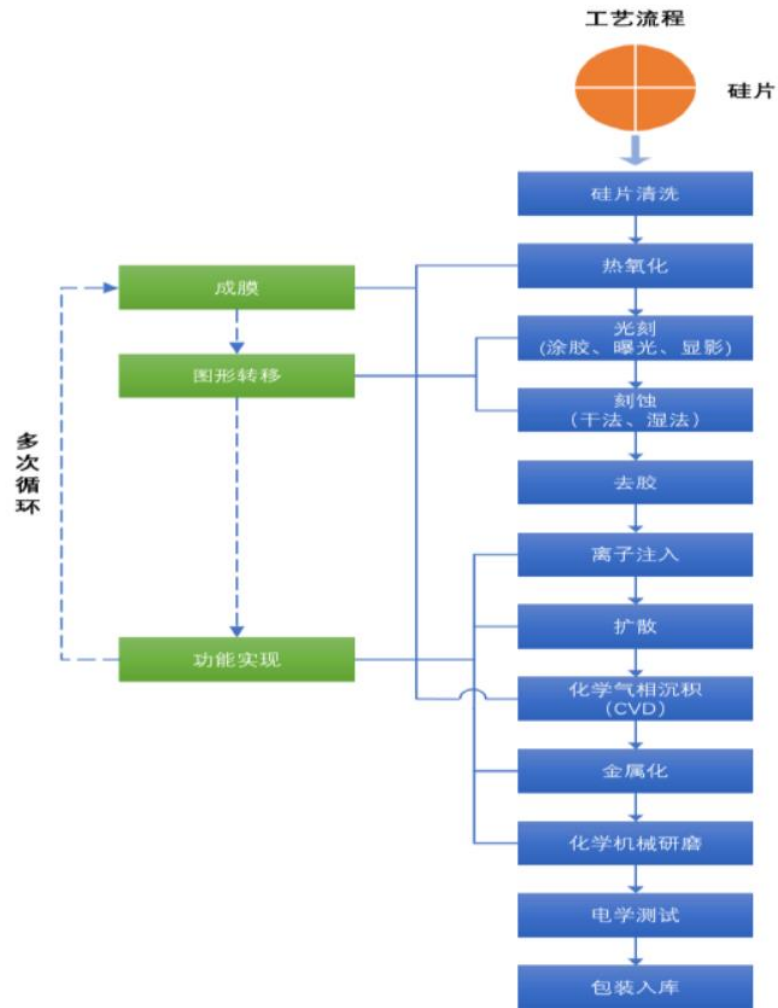 工艺流程
硅片
硅片清洗
热氧化
成膜
光刻
(涂胶、曝光、显影)
图形转移
刻蚀
（干法、湿法）
多次循环
去胶
离子注入
扩散
功能实现
化学气相沉积
（CVD）
金属化
化学机械研磨
电学测试
包装入库